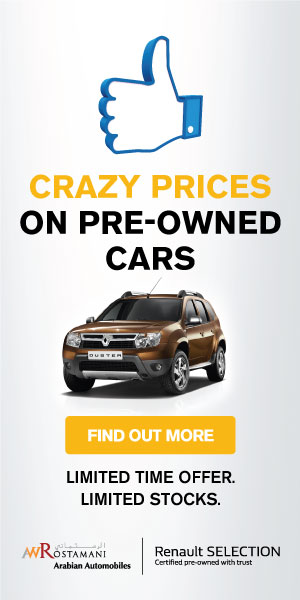 CRAZY PRICES
ON PRE-OWNED
CARS
DUSTER
FIND OUT MORE
LIMITED TIME OFFER.
LIMITED STOCKS.
الرستماني
AWROSTAMANI
Arabian Automobiles
Renault SELECTION
Certified pre-owned with trust